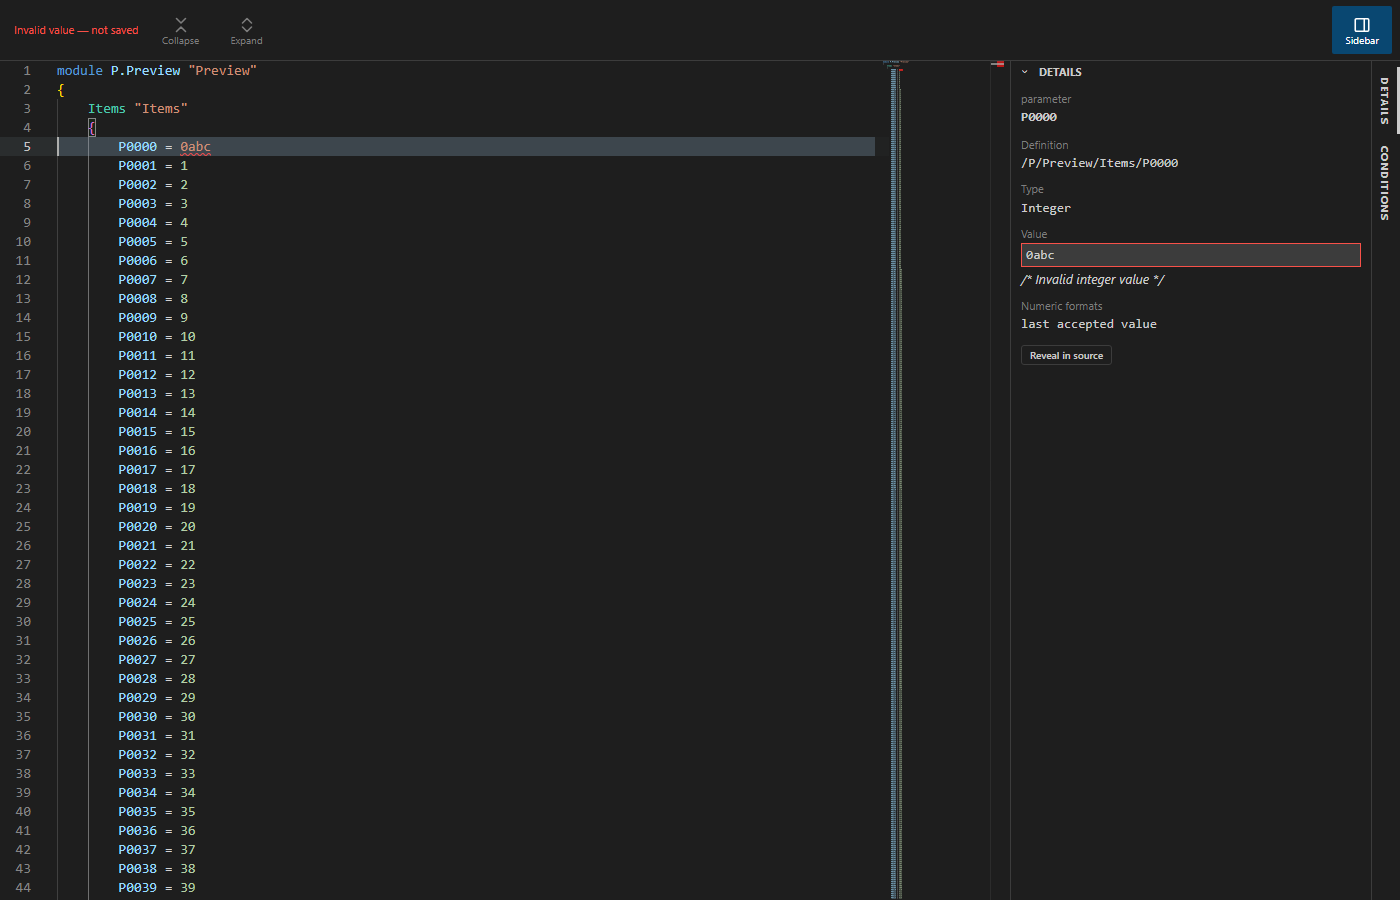 Invalid value — not saved
Collapse
Expand
Sidebar
1 module P.Preview "Preview"
2 {
3 Items "Items"
4 {
5 P0000 = 0abc
6 P0001 = 1
7 P0002 = 2
8 P0003 = 3
9 P0004 = 4
10 P0005 = 5
11 P0006 = 6
12 P0007 = 7
13 P0008 = 8
14 P0009 = 9
15 P0010 = 10
16 P0011 = 11
17 P0012 = 12
18 P0013 = 13
19 P0014 = 14
20 P0015 = 15
21 P0016 = 16
22 P0017 = 17
23 P0018 = 18
24 P0019 = 19
25 P0020 = 20
26 P0021 = 21
27 P0022 = 22
28 P0023 = 23
29 P0024 = 24
30 P0025 = 25
31 P0026 = 26
32 P0027 = 27
33 P0028 = 28
34 P0029 = 29
35 P0030 = 30
36 P0031 = 31
37 P0032 = 32
38 P0033 = 33
39 P0034 = 34
40 P0035 = 35
41 P0036 = 36
42 P0037 = 37
43 P0038 = 38
44 P0039 = 39
DETAILS
parameter
P0000
Definition
/P/Preview/Items/P0000
Type
Integer
Value
0abc
/* Invalid integer value */
Numeric formats
last accepted value
Reveal in source
DETAILS
CONDITIONS